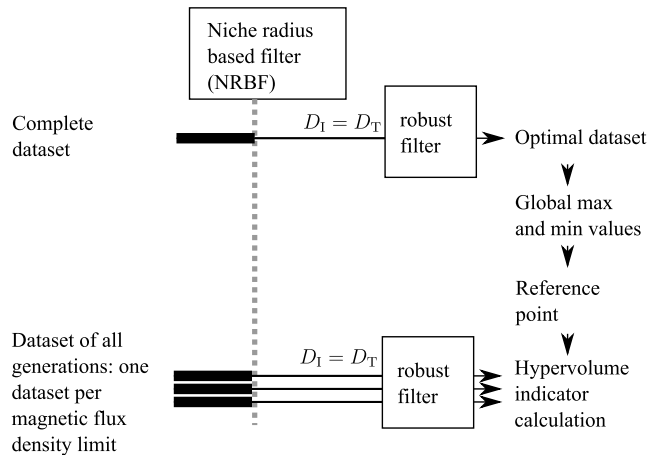 Niche radius
based filter
(NRBF)
Complete
dataset
D_I = D_T
robust
filter
Optimal dataset
Global max
and min values
Reference
point
Dataset of all
generations: one
dataset per
magnetic flux
density limit
D_I = D_T
robust
filter
Hypervolume
indicator
calculation